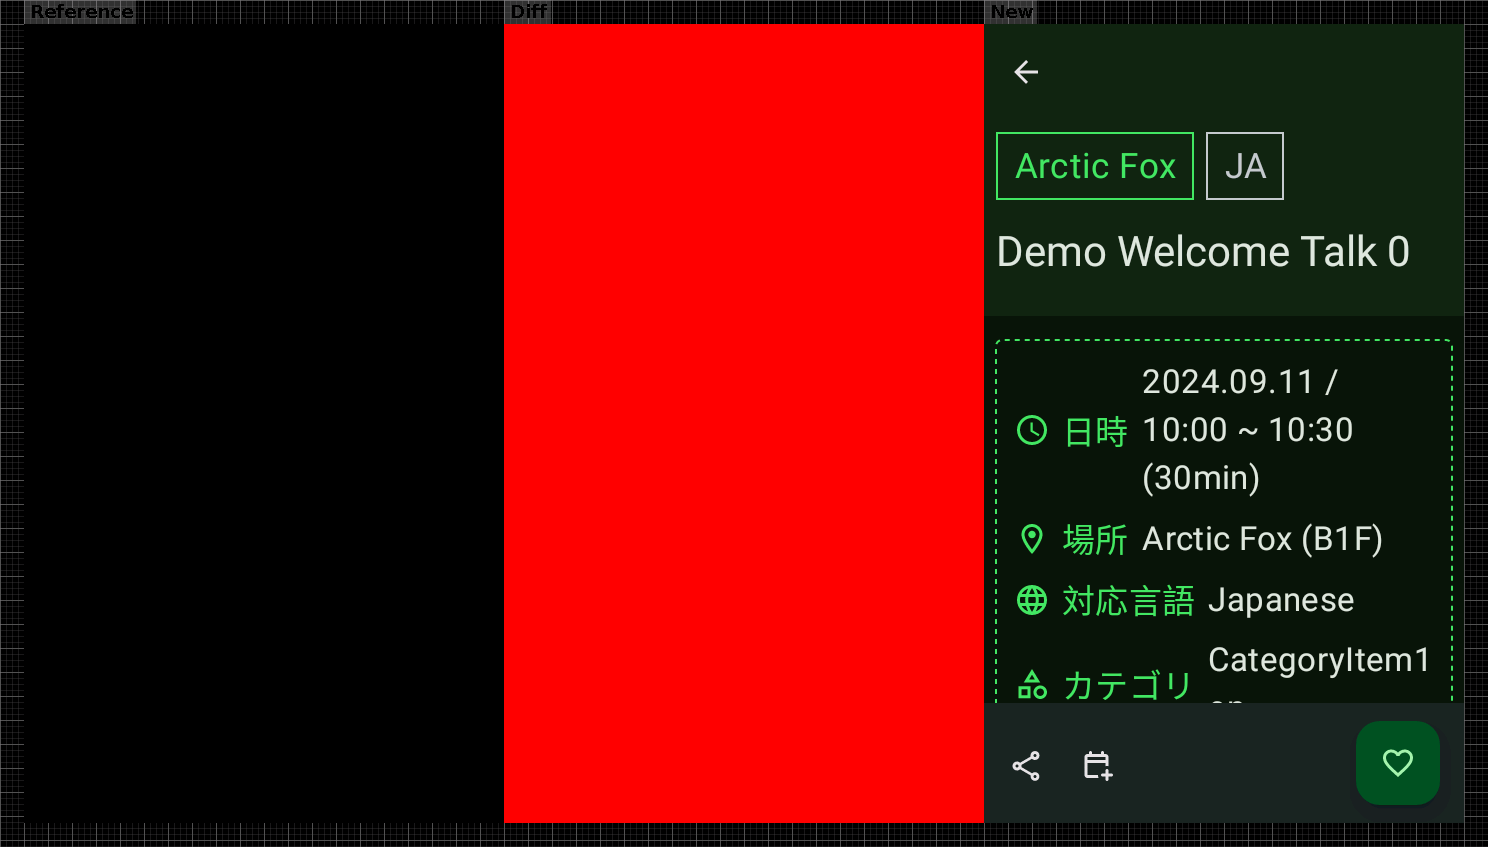 Reference
Diff
New
Arctic Fox
JA
Demo Welcome Talk 0
日時
2024.09.11 /
10:00 ~ 10:30
(30min)
場所 Arctic Fox (B1F)
対応言語 Japanese
カテゴリ
CategoryItem1